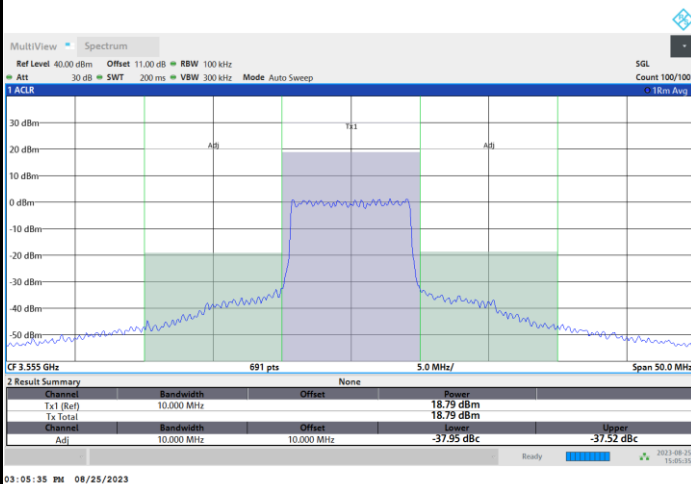 MultiView Spectrum
Ref Level 40.00 dBm Offset 11.00 dB RBW 100 kHz SGL
Att 30 dB SWT 200 ms VBW 300 kHz Mode Auto Sweep Count 100/100
1 ACLR 1Rm Avg
30 dBm
Tx1
20 dBm
Adj Adj
10 dBm
0 dBm
-10 dBm
-20 dBm
-30 dBm
-40 dBm
-50 dBm
CF 3.555 GHz 691 pts 5.0 MHz/ Span 50.0 MHz
2 Result Summary None
Channel Bandwidth Offset Power
Tx1 (Ref) 10.000 MHz 18.79 dBm
Tx Total 18.79 dBm
Channel Bandwidth Offset Lower Upper
Adj 10.000 MHz 10.000 MHz -37.95 dBc -37.52 dBc
Ready 2023-08-25
15:05:35
03:05:35 PM 08/25/2023